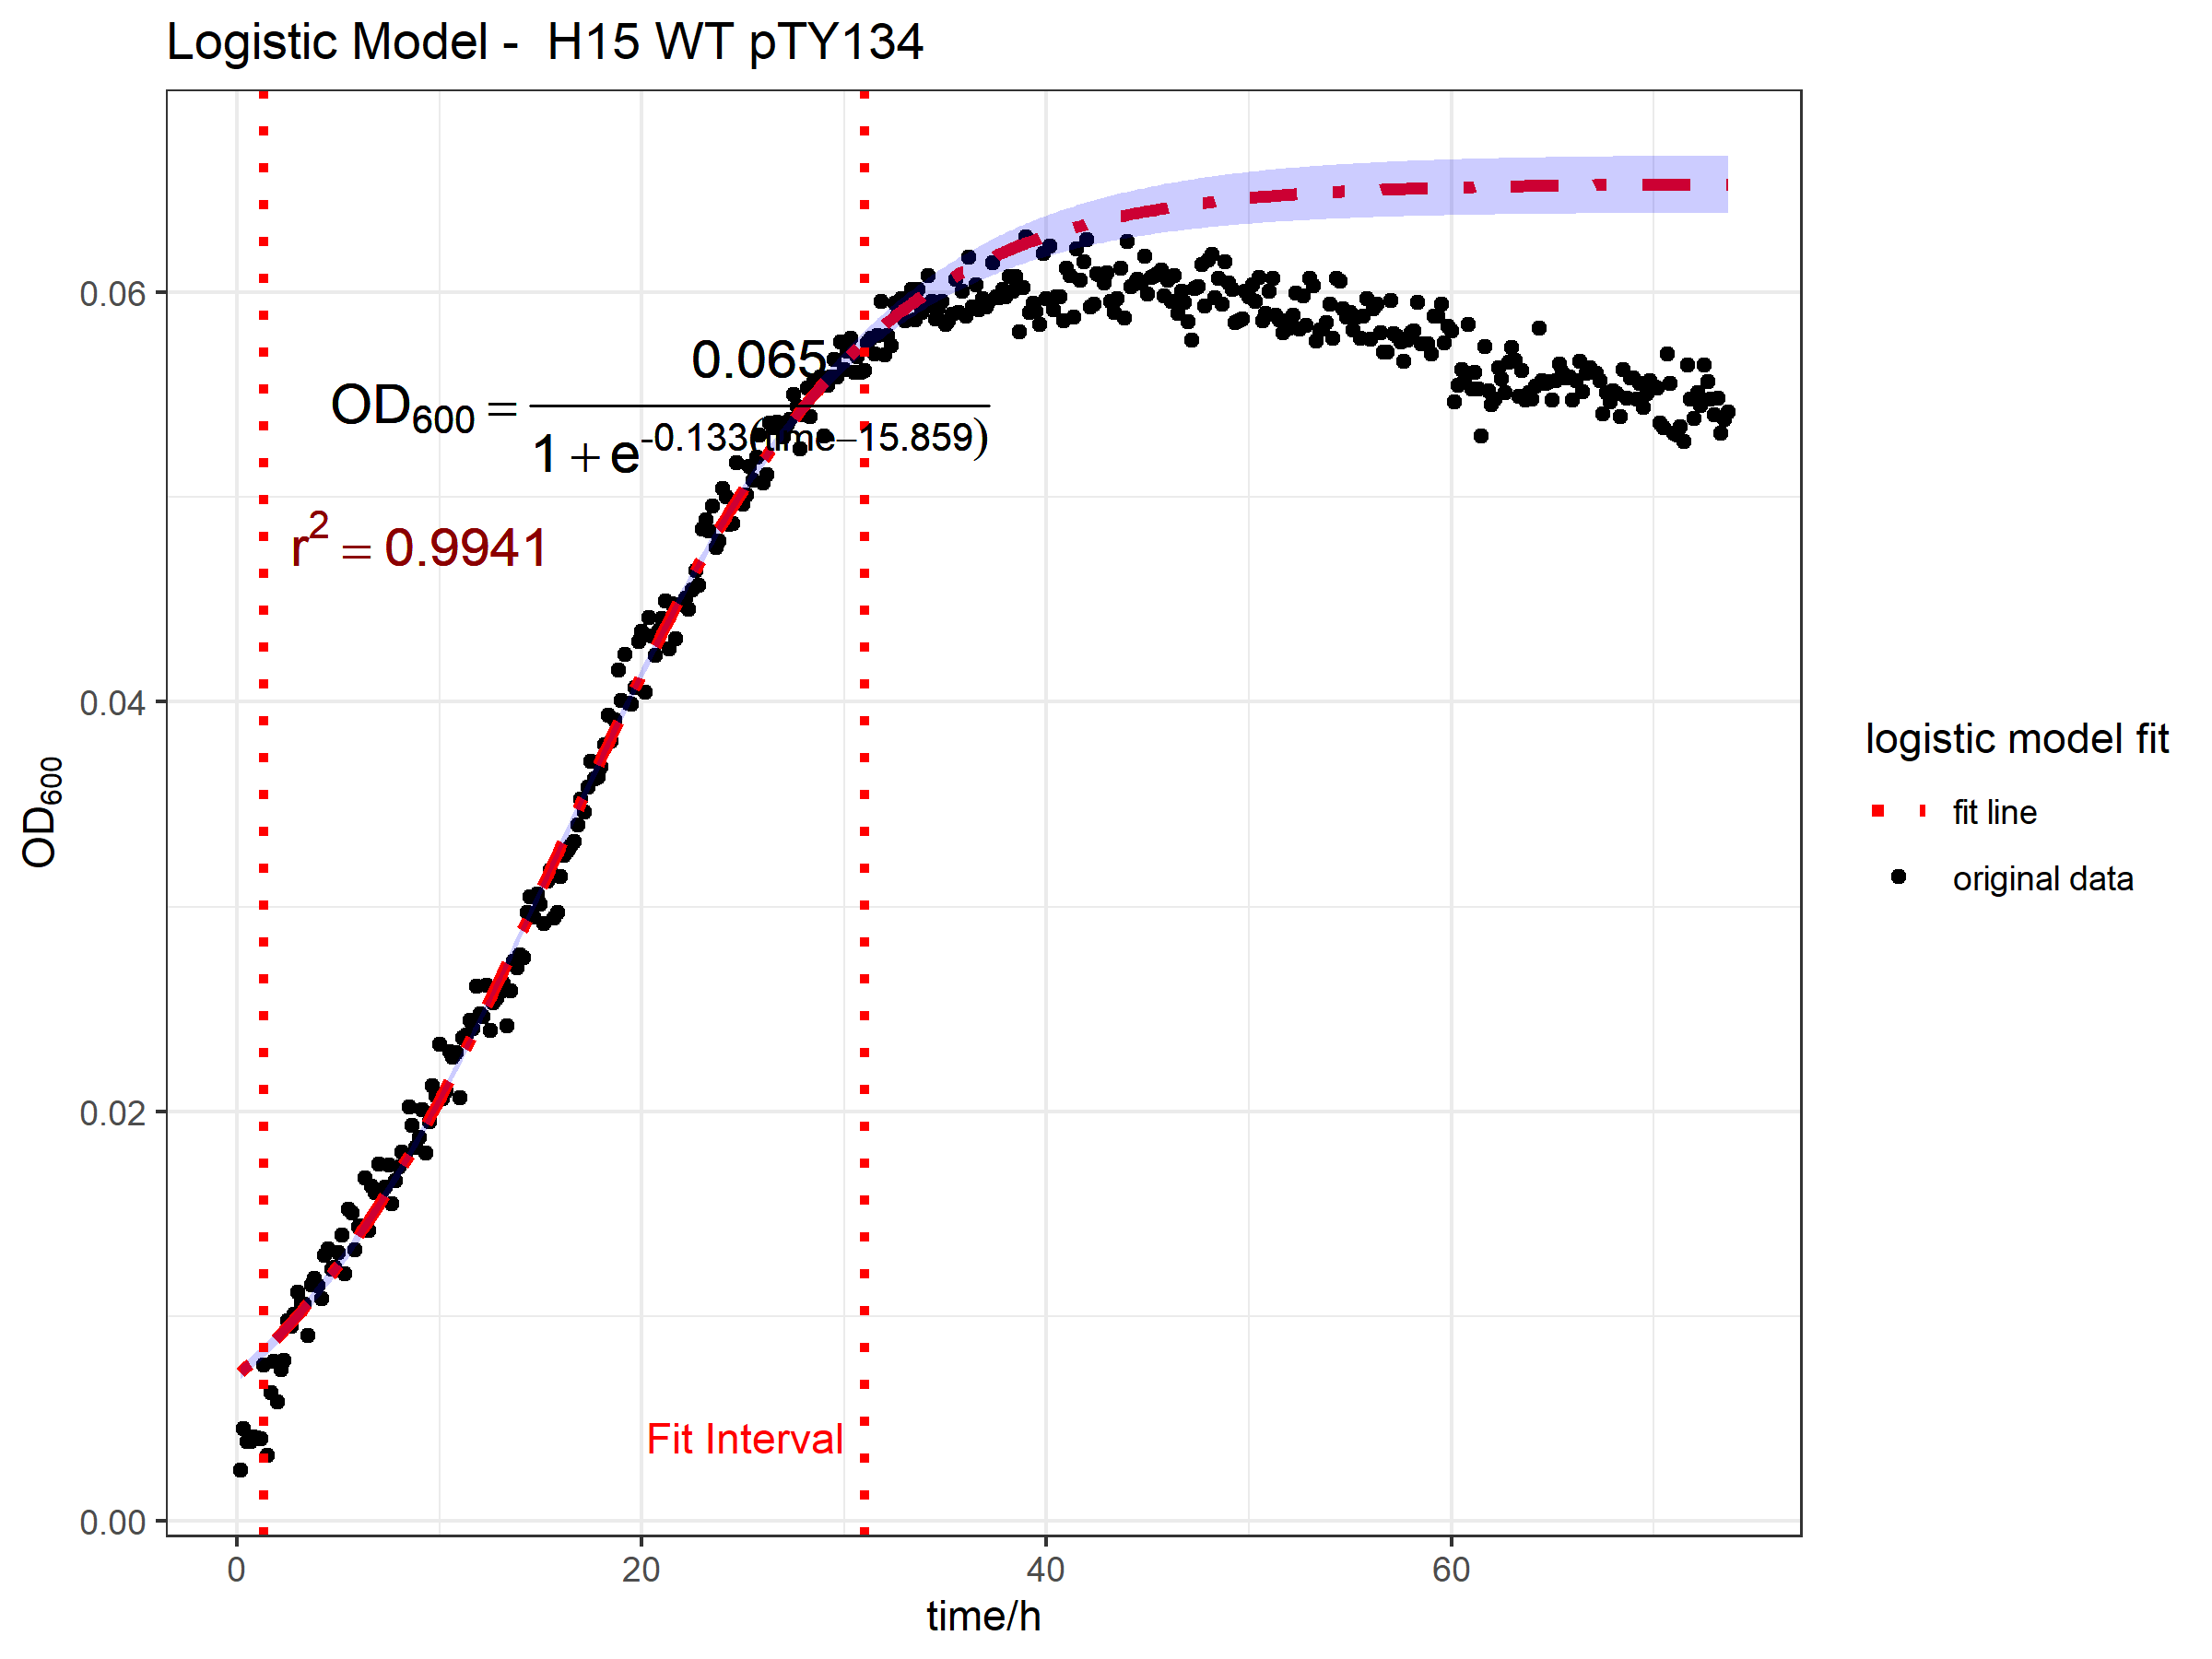 Logistic Model -  H15 WT pTY134
0.065
OD600 = 
1 + e-0.133(time−15.859)
r2 = 0.9941
Fit Interval
0.06
0.04
0.02
0.00
OD600
0 20 40 60
time/h
logistic model fit
fit line
original data